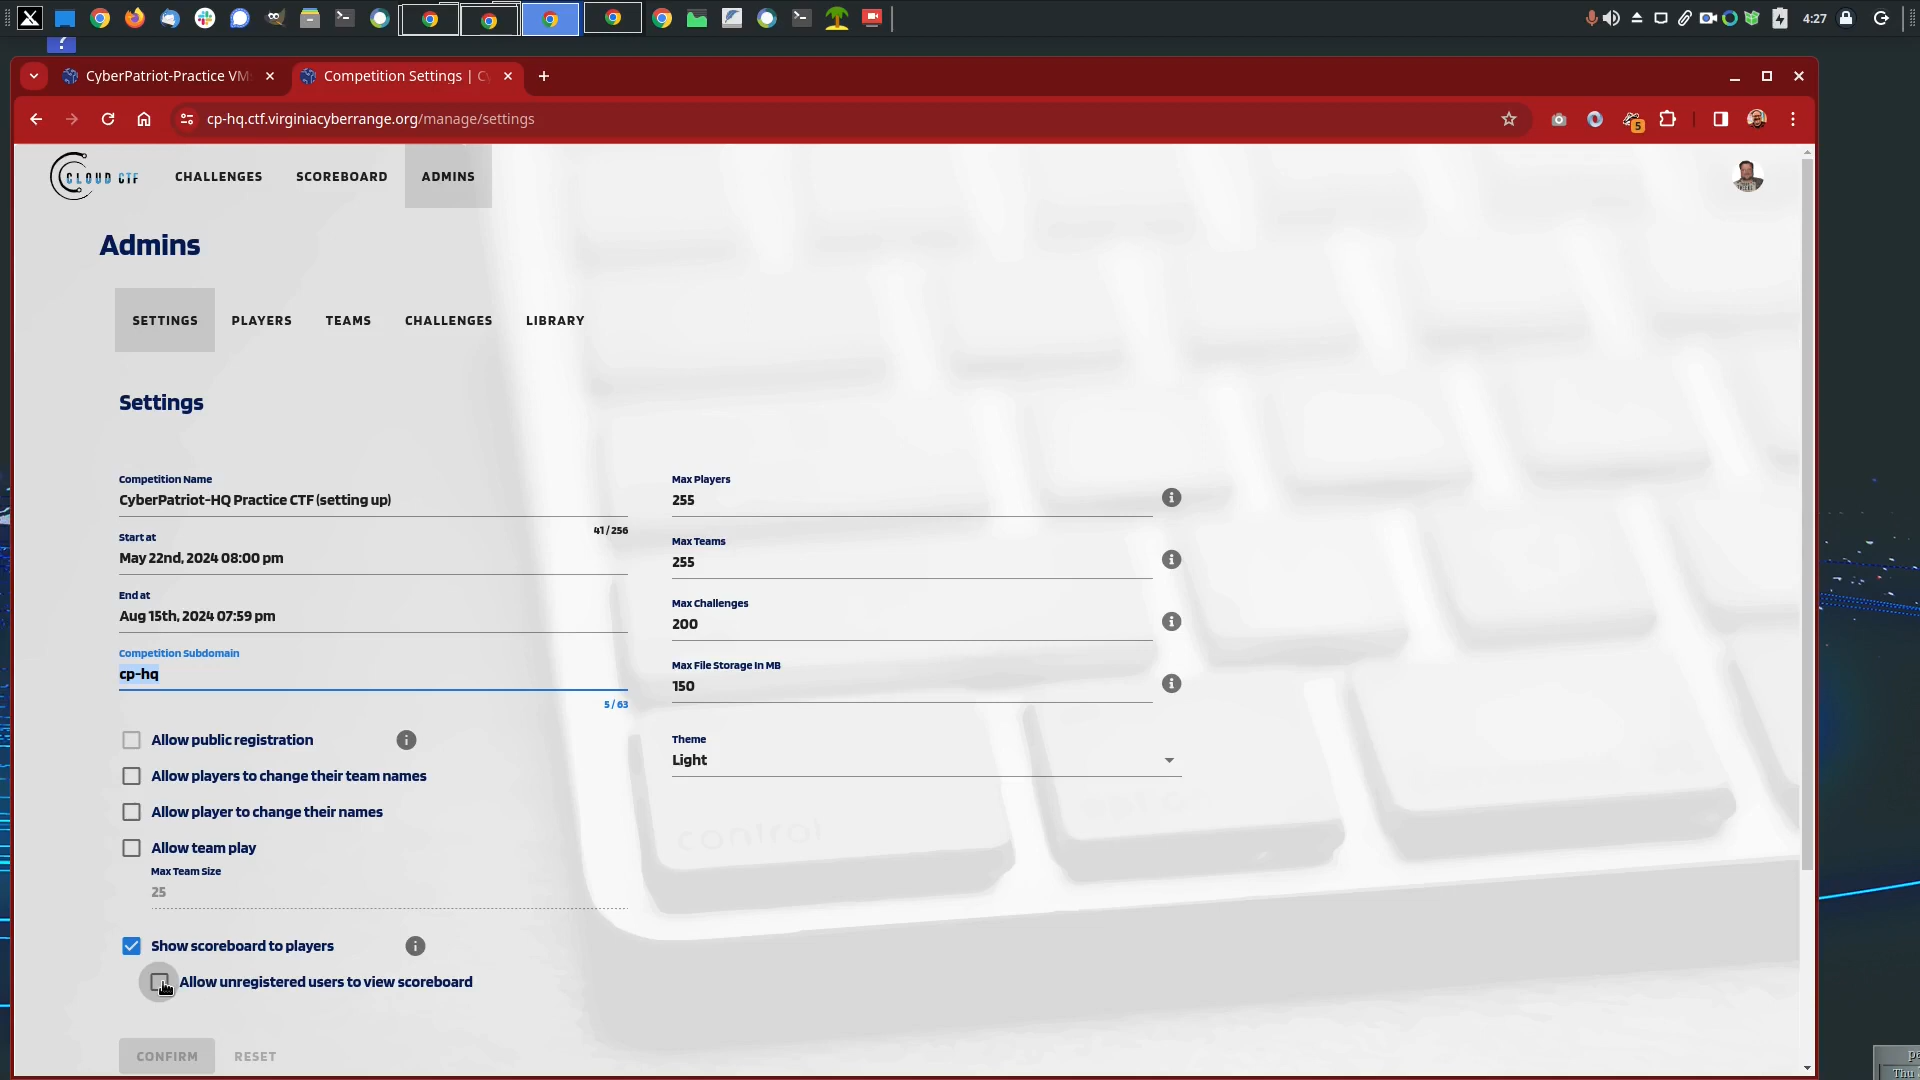 4:27
?
CyberPatriot-Practice VM
Competition Settings | C
cp-hq.ctf.virginiacyberrange.org/manage/settings
5
CLOUD CTF
CHALLENGES
SCOREBOARD
ADMINS
Admins
SETTINGS
PLAYERS
TEAMS
CHALLENGES
LIBRARY
Settings
Competition Name
CyberPatriot-HQ Practice CTF (setting up)
41 / 256
Start at
May 22nd, 2024 08:00 pm
End at
Aug 15th, 2024 07:59 pm
Competition Subdomain
cp-hq
5 / 63
Allow public registration
Allow players to change their team names
Allow player to change their names
Allow team play
Max Team Size
25
Show scoreboard to players
Allow unregistered users to view scoreboard
CONFIRM
RESET
Max Players
255
Max Teams
255
Max Challenges
200
Max File Storage In MB
150
Theme
Light
control
Thu